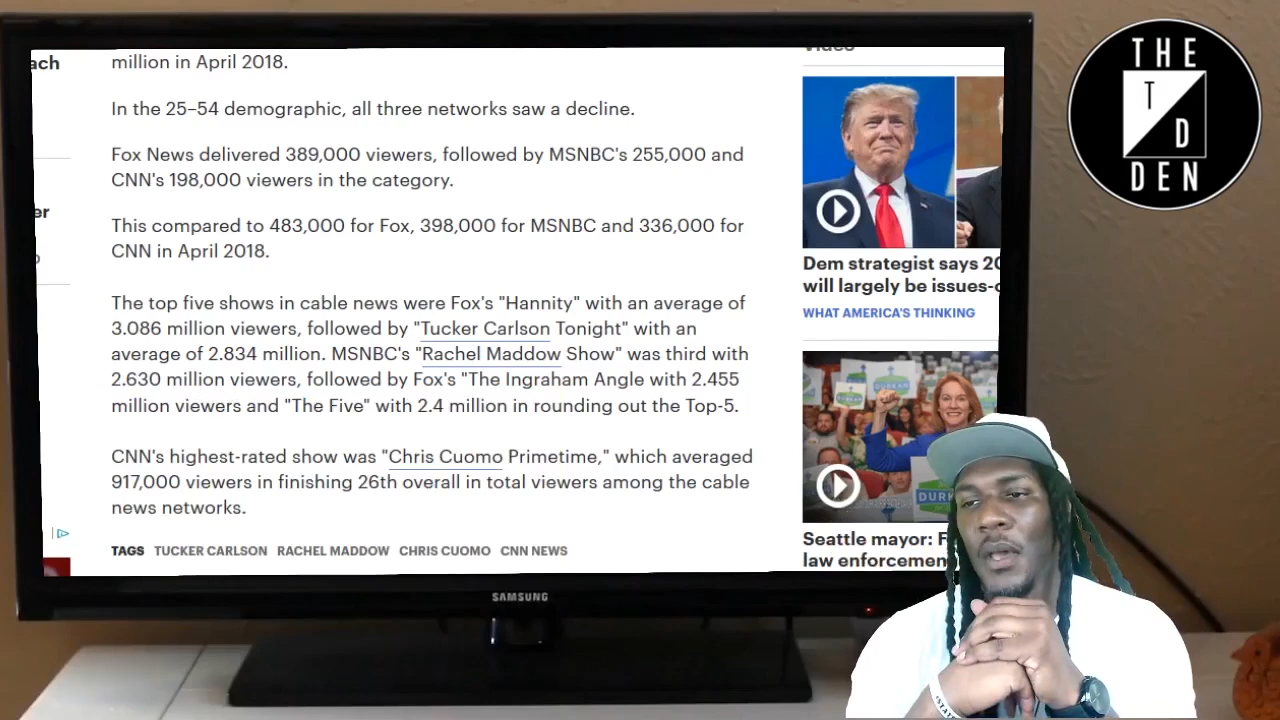 ach
er
million in April 2018.
In the 25–54 demographic, all three networks saw a decline.
Fox News delivered 389,000 viewers, followed by MSNBC's 255,000 and
CNN's 198,000 viewers in the category.
This compared to 483,000 for Fox, 398,000 for MSNBC and 336,000 for
CNN in April 2018.
The top five shows in cable news were Fox's "Hannity" with an average of
3.086 million viewers, followed by "Tucker Carlson Tonight" with an
average of 2.834 million. MSNBC's "Rachel Maddow Show" was third with
2.630 million viewers, followed by Fox's "The Ingraham Angle with 2.455
million viewers and "The Five" with 2.4 million in rounding out the Top-5.
CNN's highest-rated show was "Chris Cuomo Primetime," which averaged
917,000 viewers in finishing 26th overall in total viewers among the cable
news networks.
TAGS TUCKER CARLSON RACHEL MADDOW CHRIS CUOMO CNN NEWS
Video
Dem strategist says 20
will largely be issues-
WHAT AMERICA'S THINKING
DURKAN
DURK
Seattle mayor: F
law enforcemen
SAMSUNG
THE
T
D
DEN